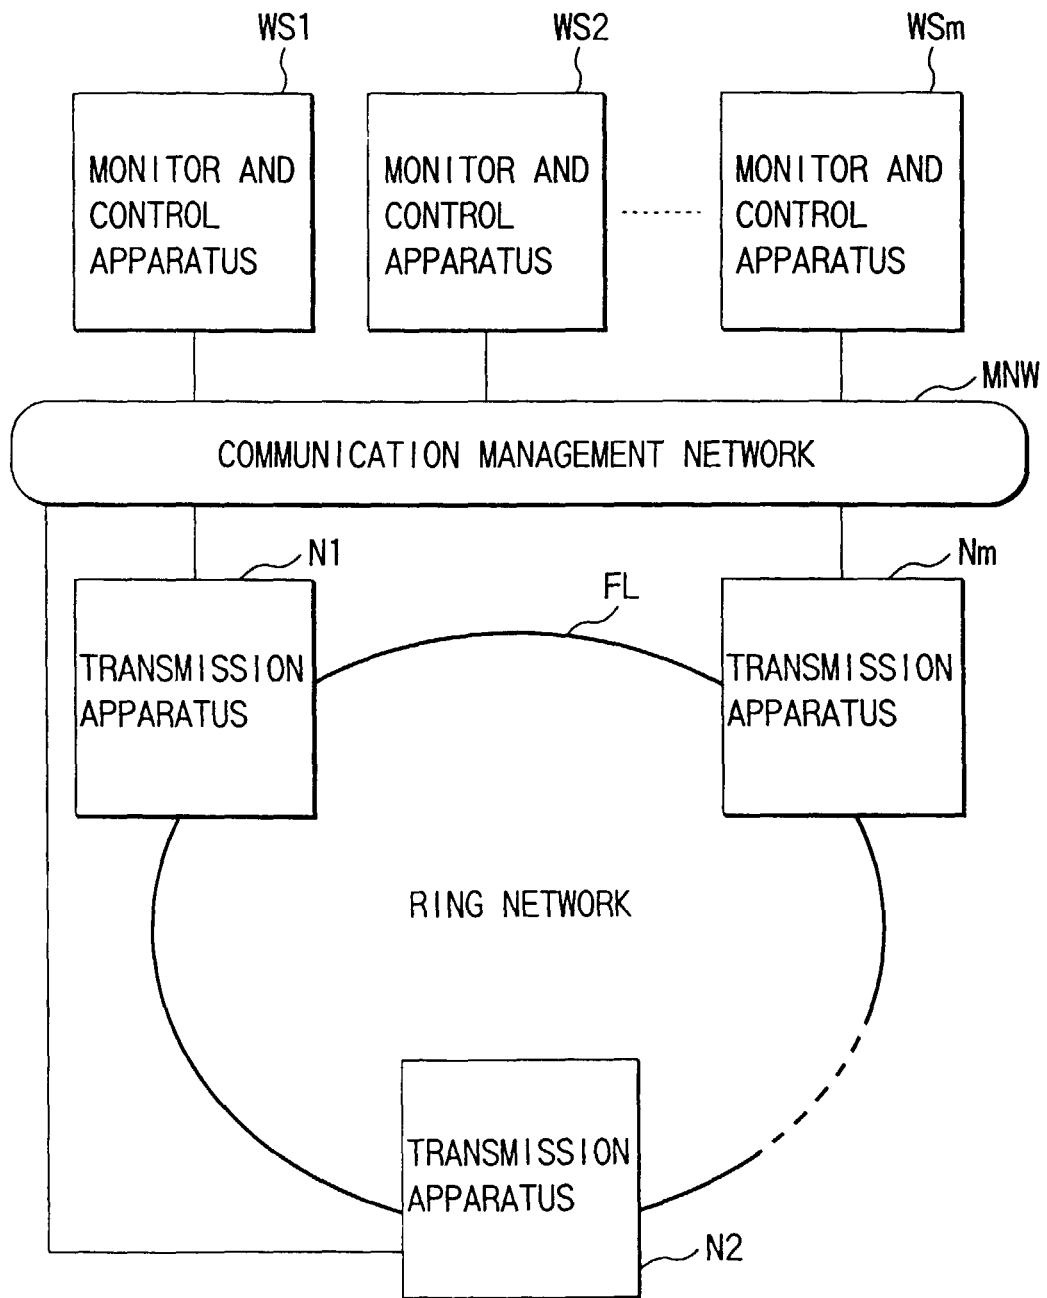 WS1
WS2
WSm
MONITOR AND
CONTROL
APPARATUS
MONITOR AND
CONTROL
APPARATUS
MONITOR AND
CONTROL
APPARATUS
MNW
COMMUNICATION MANAGEMENT NETWORK
N1
Nm
FL
TRANSMISSION
APPARATUS
TRANSMISSION
APPARATUS
RING NETWORK
TRANSMISSION
APPARATUS
N2